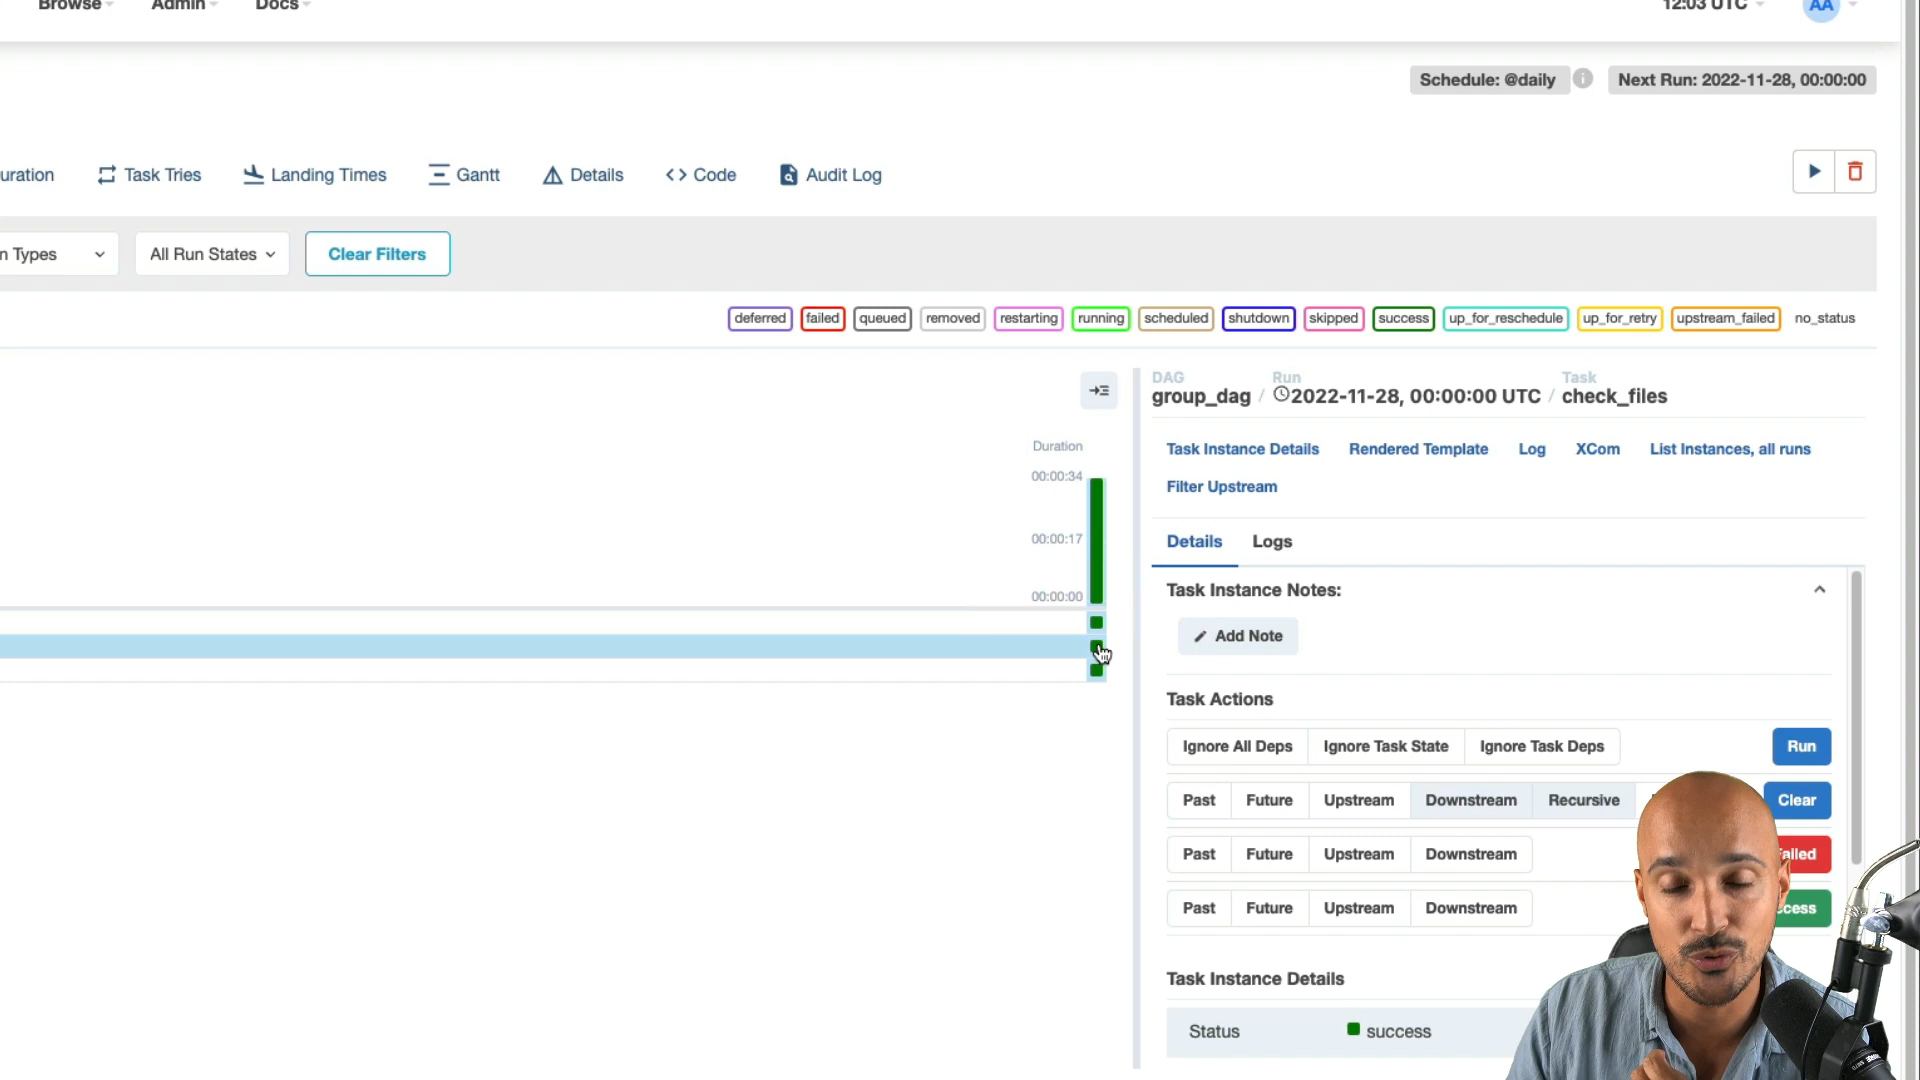 Browse Admin Docs 12:03 UTC AA
Schedule: @daily Next Run: 2022-11-28, 00:00:00
uration Task Tries Landing Times Gantt Details Code Audit Log
n Types All Run States Clear Filters
deferred failed queued removed restarting running scheduled shutdown skipped success up_for_reschedule up_for_retry upstream_failed no_status
DAG Run Task
group_dag / 2022-11-28, 00:00:00 UTC / check_files
Task Instance Details Rendered Template Log XCom List Instances, all runs
Filter Upstream
Duration
00:00:34
00:00:17
00:00:00
Details Logs
Task Instance Notes:
Add Note
Task Actions
Ignore All Deps Ignore Task State Ignore Task Deps Run
Past Future Upstream Downstream Recursive Clear
Past Future Upstream Downstream ailed
Past Future Upstream Downstream cess
Task Instance Details
Status success